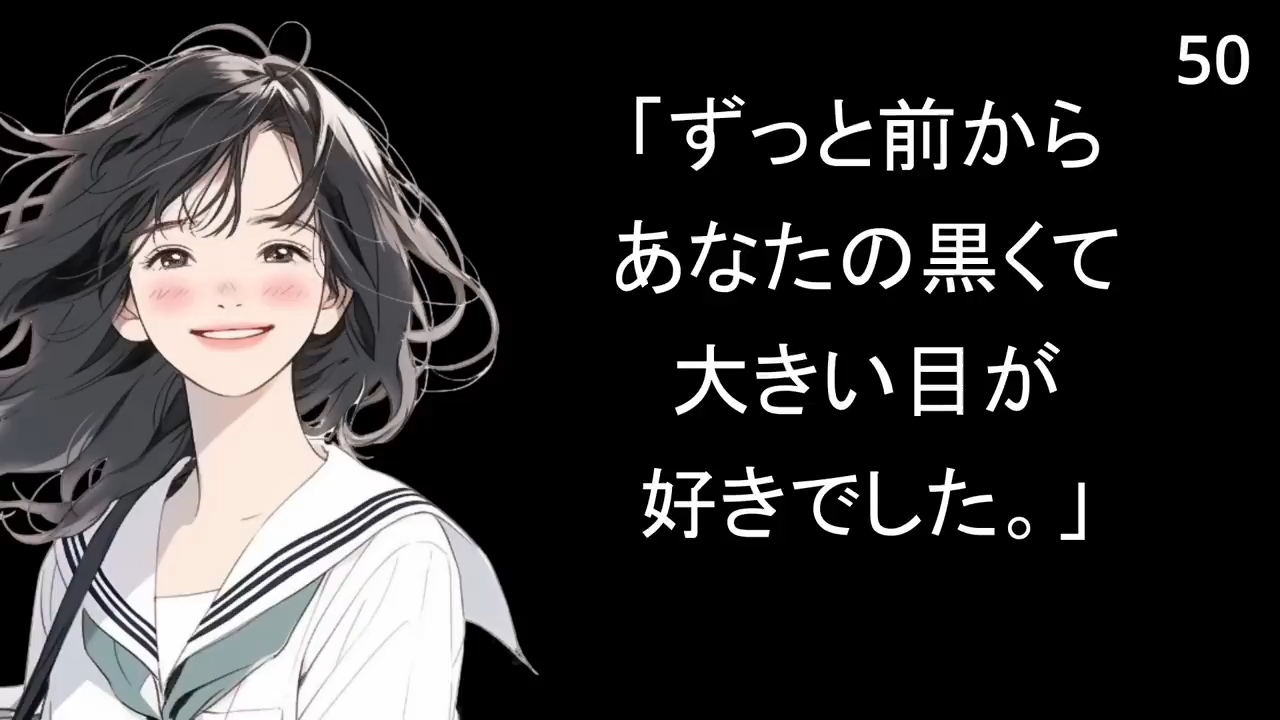 50
「ずっと前から
あなたの黒くて
大きい目が
好きでした。」